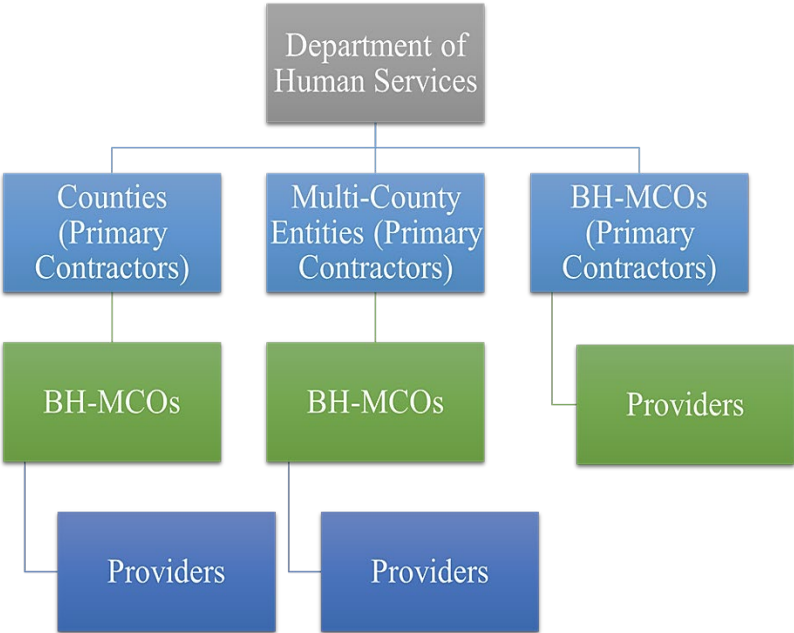 Department of
Human Services
Counties
(Primary
Contractors)
Multi-County
Entities (Primary
Contractors)
BH-MCOs
(Primary
Contractors)
BH-MCOs
BH-MCOs
Providers
Providers
Providers